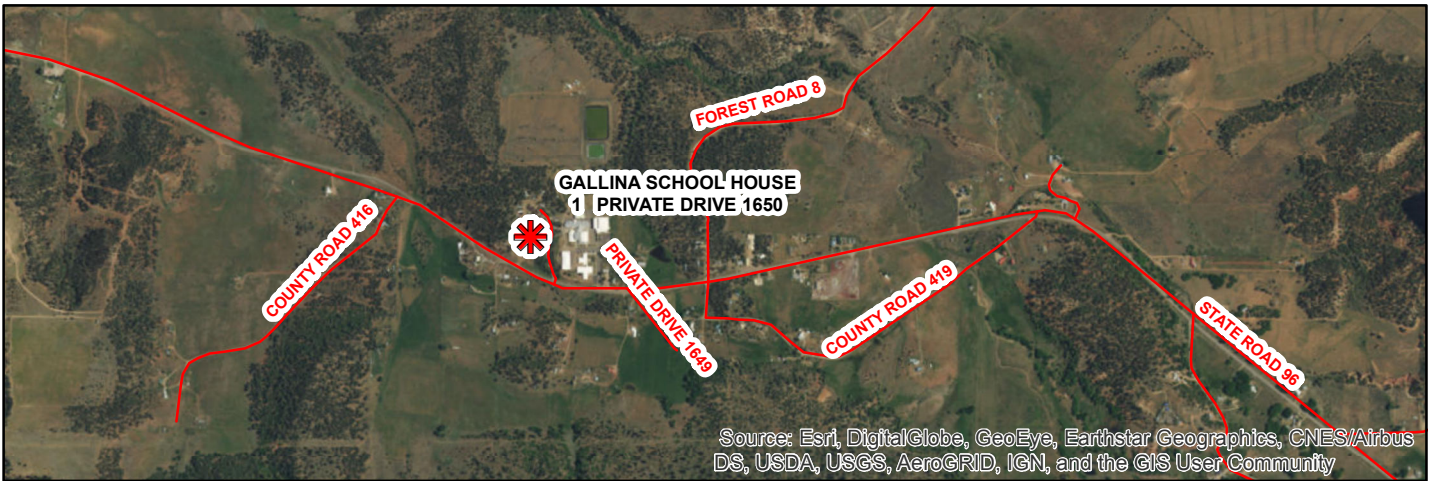 FOREST ROAD 8
GALLINA SCHOOL HOUSE
1 PRIVATE DRIVE 1650
COUNTY ROAD 416
PRIVATE DRIVE 1649
COUNTY ROAD 419
STATE ROAD 96
Source: Esri, DigitalGlobe, GeoEye, Earthstar Geographics, CNES/Airbus
DS, USDA, USGS, AeroGRID, IGN, and the GIS User Community